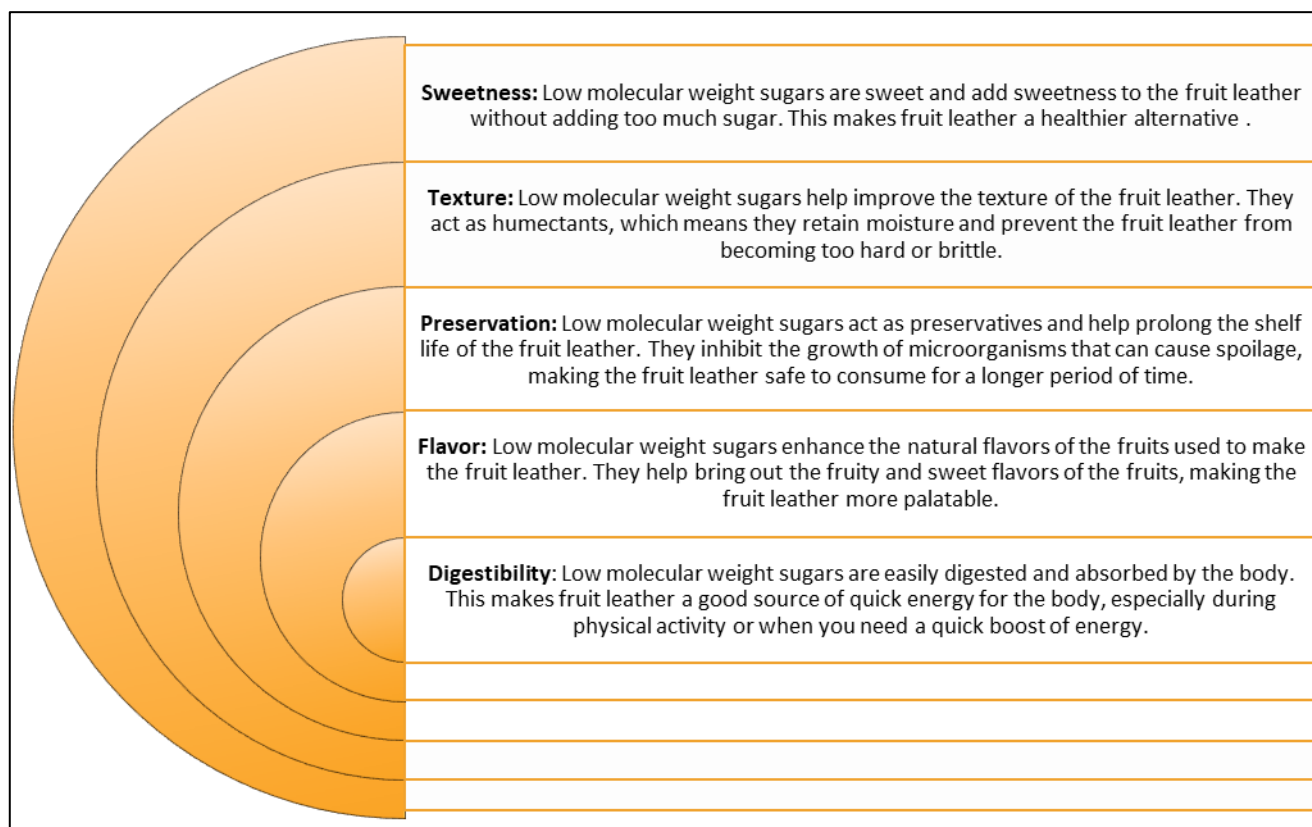 Sweetness: Low molecular weight sugars are sweet and add sweetness to the fruit leather
without adding too much sugar. This makes fruit leather a healthier alternative .
Texture: Low molecular weight sugars help improve the texture of the fruit leather. They
act as humectants, which means they retain moisture and prevent the fruit leather from
becoming too hard or brittle.
Preservation: Low molecular weight sugars act as preservatives and help prolong the shelf
life of the fruit leather. They inhibit the growth of microorganisms that can cause spoilage,
making the fruit leather safe to consume for a longer period of time.
Flavor: Low molecular weight sugars enhance the natural flavors of the fruits used to make
the fruit leather. They help bring out the fruity and sweet flavors of the fruits, making the
fruit leather more palatable.
Digestibility: Low molecular weight sugars are easily digested and absorbed by the body.
This makes fruit leather a good source of quick energy for the body, especially during
physical activity or when you need a quick boost of energy.